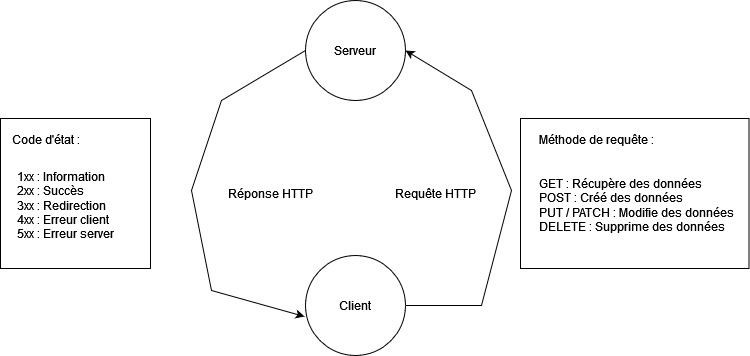 Serveur
Code d'état :
1xx : Information
2xx : Succès
3xx : Redirection
4xx : Erreur client
5xx : Erreur server
Réponse HTTP
Requête HTTP
Méthode de requête :
GET : Récupère des données
POST : Créé des données
PUT / PATCH : Modifie des données
DELETE : Supprime des données
Client